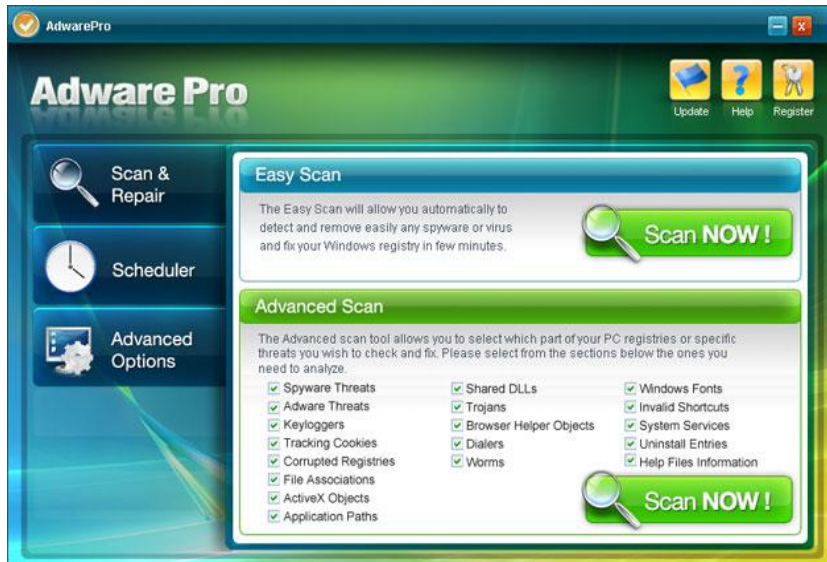 AdwarePro
Adware Pro
Update Help Register
Scan &
Repair
Scheduler
Advanced
Options
Easy Scan
The Easy Scan will allow you automatically to
detect and remove easily any spyware or virus
and fix your Windows registry in few minutes.
Scan NOW !
Advanced Scan
The Advanced scan tool allows you to select which part of your PC registries or specific
threats you wish to check and fix. Please select from the sections below the ones you
need to analyze.
Spyware Threats
Adware Threats
Keyloggers
Tracking Cookies
Corrupted Registries
File Associations
ActiveX Objects
Application Paths
Shared DLLs
Trojans
Browser Helper Objects
Dialers
Worms
Windows Fonts
Invalid Shortcuts
System Services
Uninstall Entries
Help Files Information
Scan NOW !